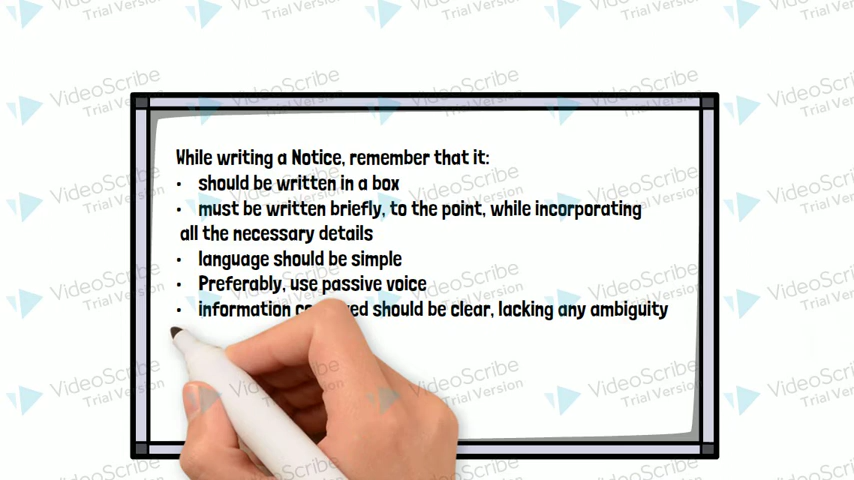 While writing a Notice, remember that it:
• should be written in a box
• must be written briefly, to the point, while incorporating
all the necessary details
• language should be simple
• Preferably, use passive voice
• information should be clear, lacking any ambiguity
VideoScribe
Trial Version